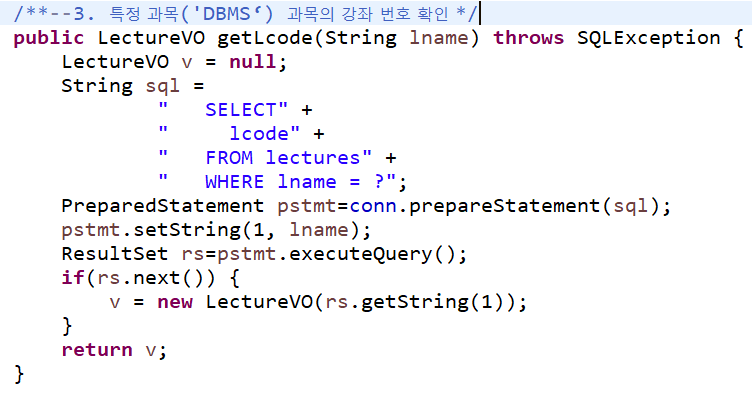 /**--3. 특정 과목('DBMS‘) 과목의 강좌 번호 확인 */
public LectureVO getLcode(String lname) throws SQLException {
    LectureVO v = null;
    String sql =
            "   SELECT" +
            "     lcode" +
            "   FROM lectures" +
            "   WHERE lname = ?";
    PreparedStatement pstmt=conn.prepareStatement(sql);
    pstmt.setString(1, lname);
    ResultSet rs=pstmt.executeQuery();
    if(rs.next()) {
        v = new LectureVO(rs.getString(1));
    }
    return v;
}